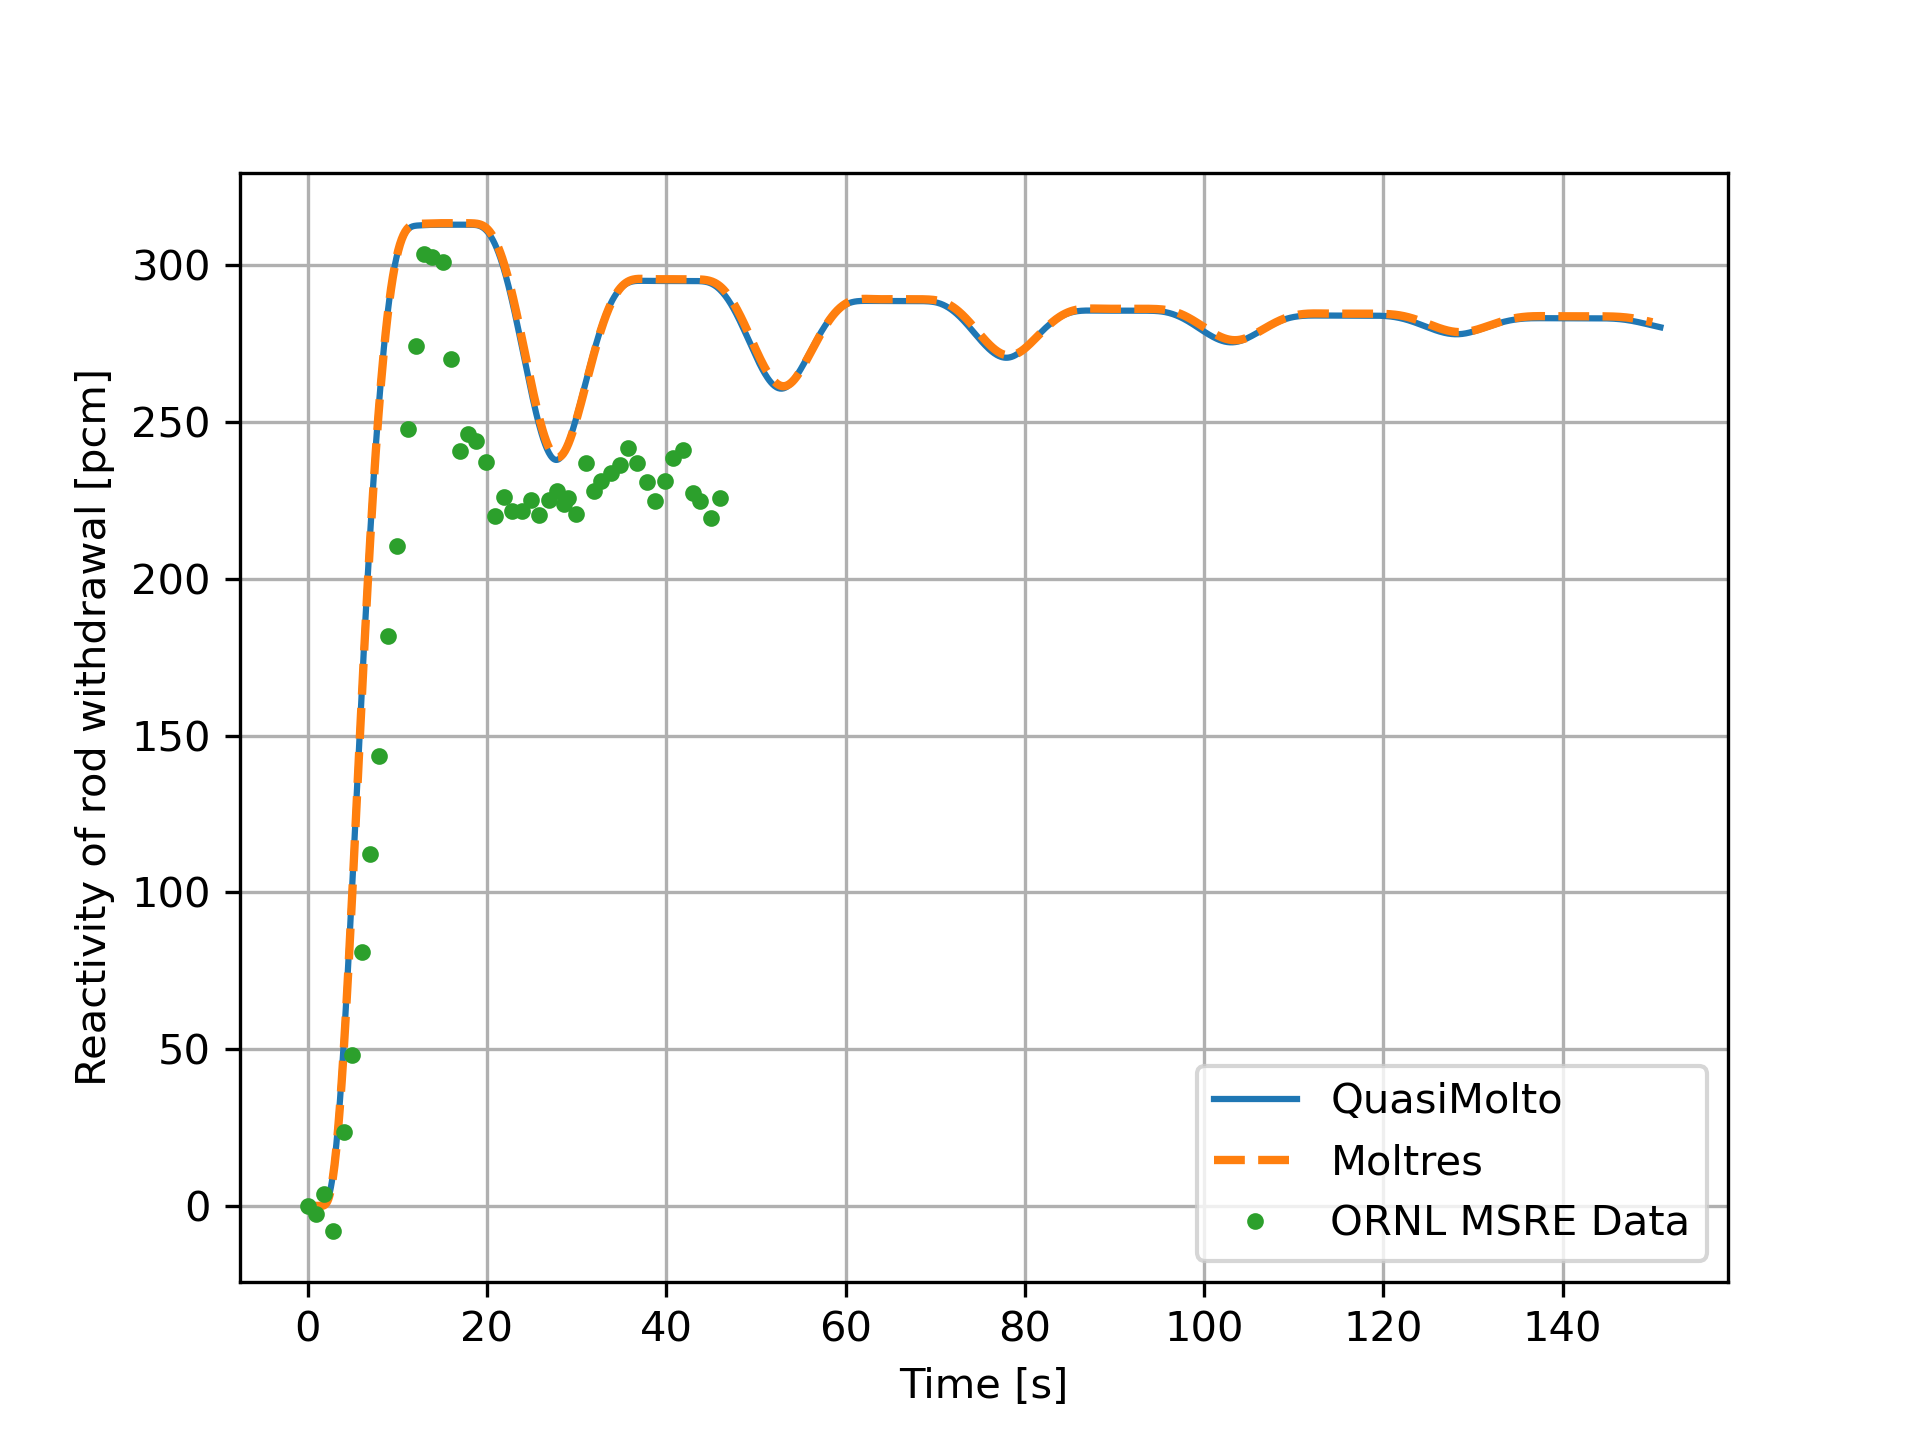 Reactivity of rod withdrawal [pcm]
300
250
200
150
100
50
0
0 20 40 60 80 100 120 140
Time [s]
QuasiMolto
Moltres
ORNL MSRE Data